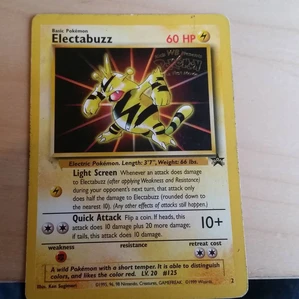 Basic Pokémon
Electabuzz
60 HP
Electric Pokémon. Length: 3'7", Weight: 66 lbs.
Light Screen Whenever an attack does damage
to Electabuzz (after applying Weakness and Resistance)
during your opponent's next turn, that attack only does
half the damage to Electabuzz (rounded down to
the nearest 10). (Any other effects of attacks still happen.)
Quick Attack Flip a coin. If heads, this
attack does 10 damage plus 20 more
damage; if tails, this attack does 10
damage.
10+
weakness
resistance
retreat cost
A wild Pokémon with a short temper. It is able to distinguish
colors, and likes the color red. LV. 20 #125